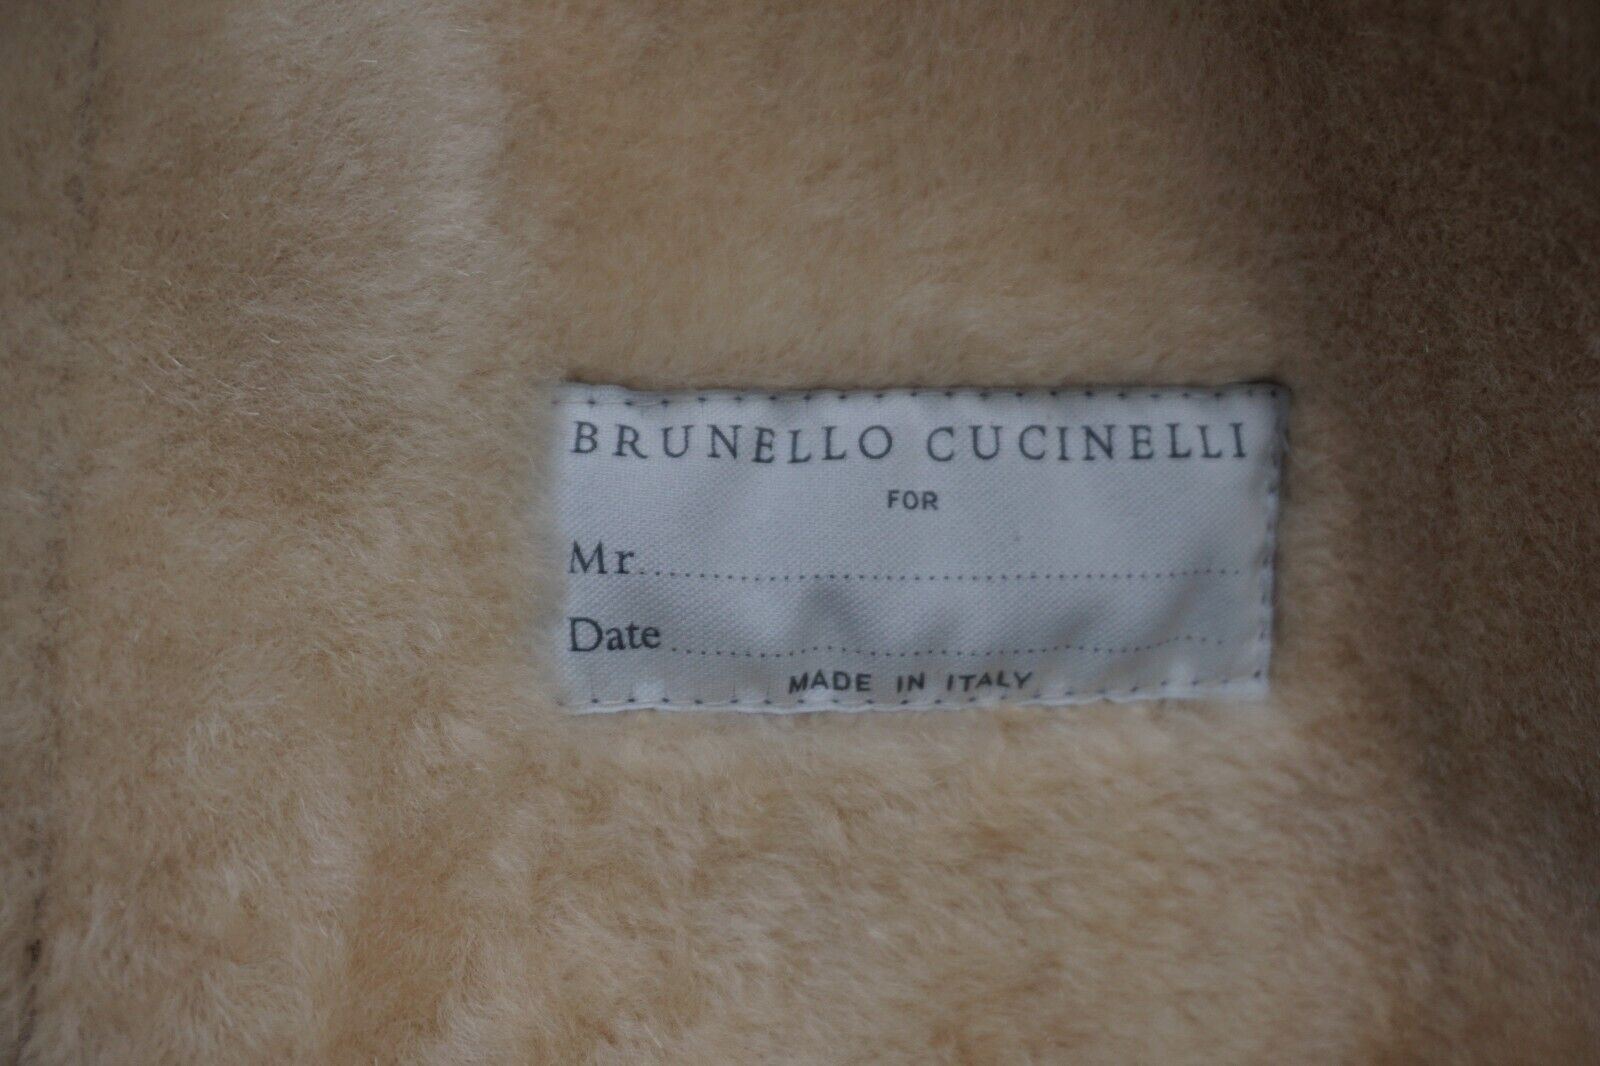 BRUNELLO CUCINELLI
FOR
Mr..............................
Date..............................
MADE IN ITALY